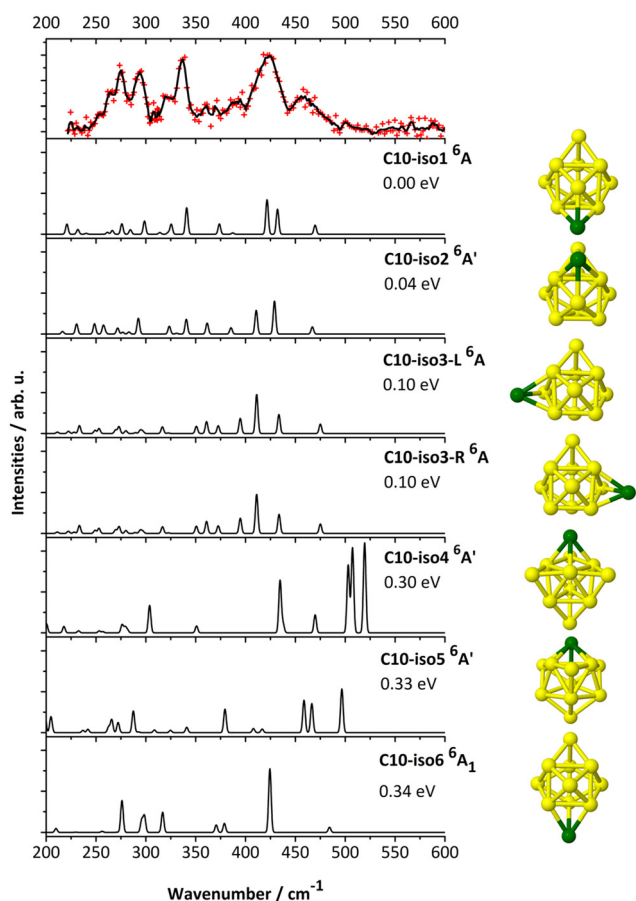 200 250 300 350 400 450 500 550 600
C10-iso1 ⁶A
0.00 eV
C10-iso2 ⁶A'
0.04 eV
C10-iso3-L ⁶A
0.10 eV
C10-iso3-R ⁶A
0.10 eV
C10-iso4 ⁶A'
0.30 eV
C10-iso5 ⁶A'
0.33 eV
C10-iso6 ⁶A₁
0.34 eV
Intensities / arb. u.
200 250 300 350 400 450 500 550 600
Wavenumber / cm⁻¹